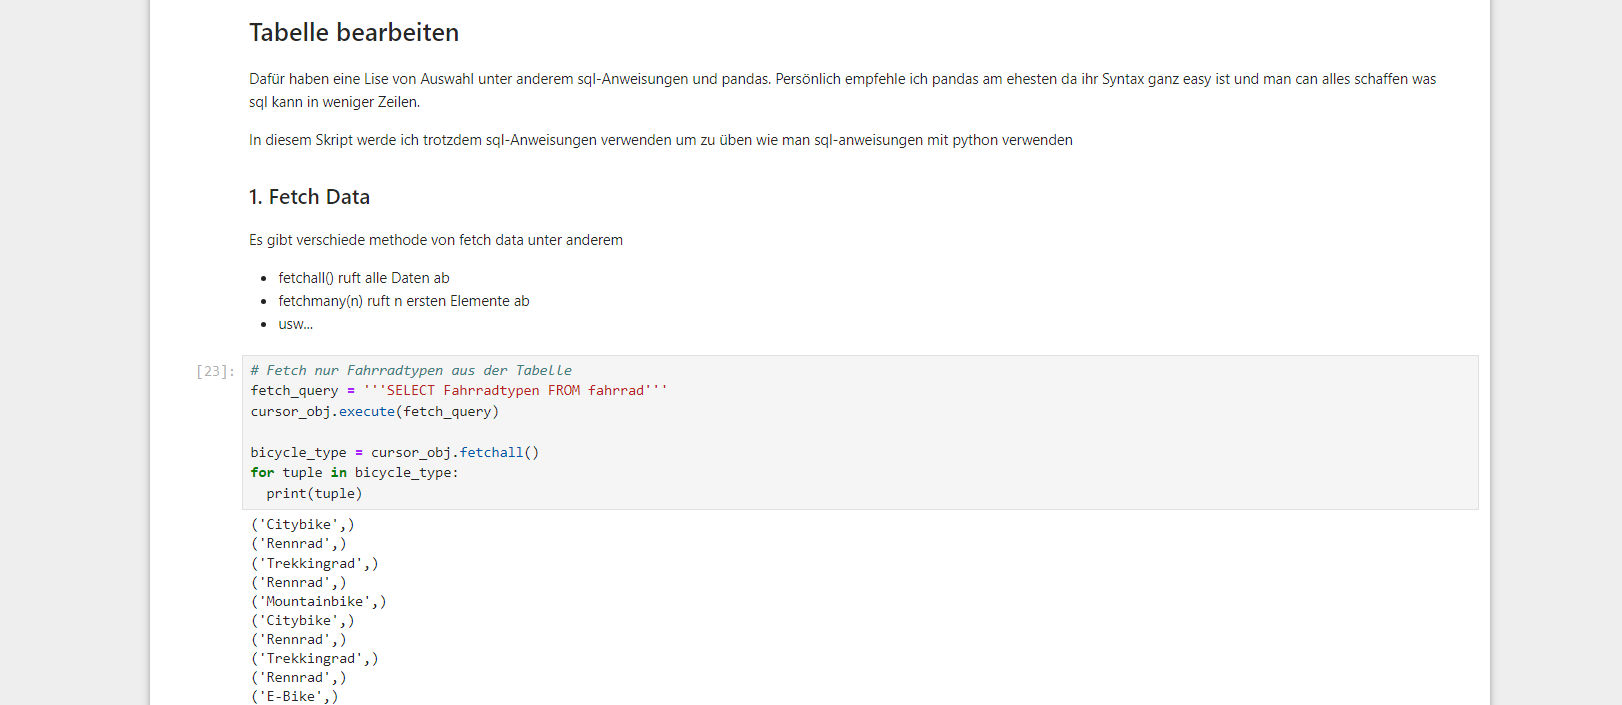 Tabelle bearbeiten
Dafür haben eine Lise von Auswahl unter anderem sql-Anweisungen und pandas. Persönlich empfehle ich pandas am ehesten da ihr Syntax ganz easy ist und man can alles schaffen was
sql kann in weniger Zeilen.
In diesem Skript werde ich trotzdem sql-Anweisungen verwenden um zu üben wie man sql-anweisungen mit python verwenden
1. Fetch Data
Es gibt verschiede methode von fetch data unter anderem
• fetchall() ruft alle Daten ab
• fetchmany(n) ruft n ersten Elemente ab
• usw...
[23]: # Fetch nur Fahrradtypen aus der Tabelle
fetch_query = '''SELECT Fahrradtypen FROM fahrrad'''
cursor_obj.execute(fetch_query)
bicycle_type = cursor_obj.fetchall()
for tuple in bicycle_type:
  print(tuple)
('Citybike',)
('Rennrad',)
('Trekkingrad',)
('Rennrad',)
('Mountainbike',)
('Citybike',)
('Rennrad',)
('Trekkingrad',)
('Rennrad',)
('E-Bike',)